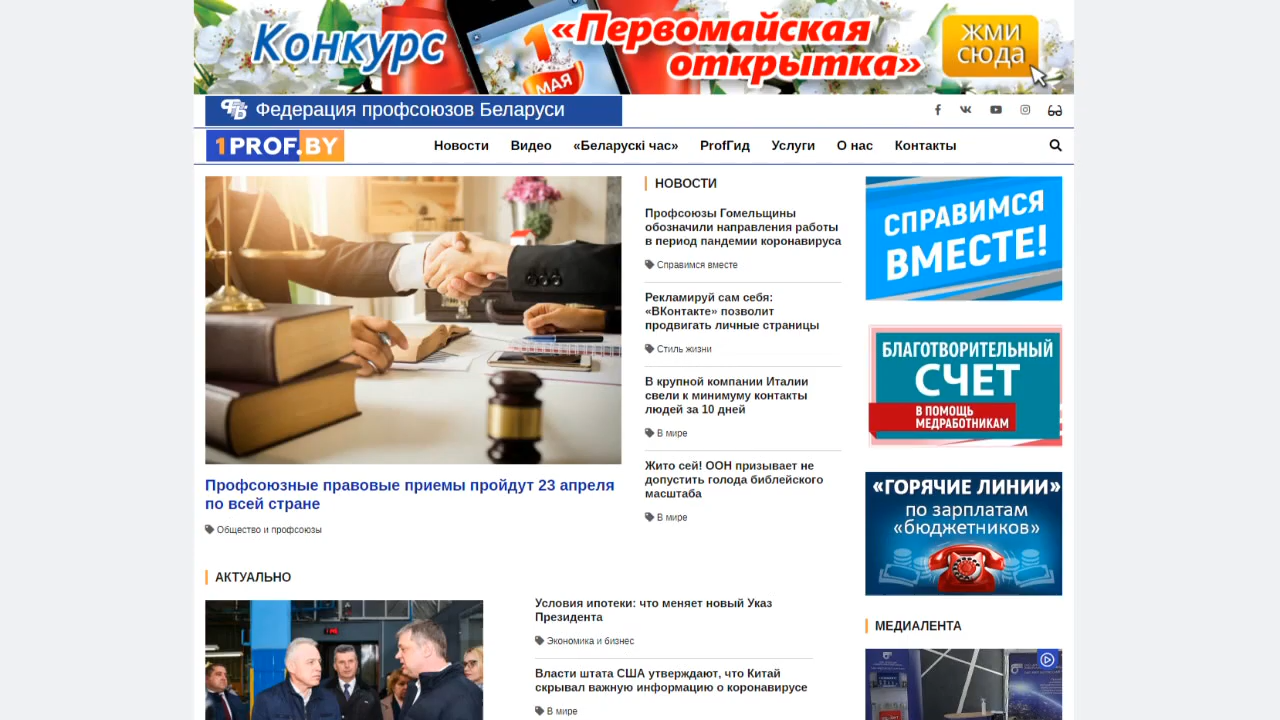 Конкурс
1
МАЯ
«Первомайская
открытка»
ЖМИ
СЮДА
ФПБ
Федерация профсоюзов Беларуси
1PROF.BY
Новости
Видео
«Беларускі час»
ProfГид
Услуги
О нас
Контакты
Профсоюзные правовые приемы пройдут 23 апреля
по всей стране
Общество и профсоюзы
НОВОСТИ
Профсоюзы Гомельщины
обозначили направления работы
в период пандемии коронавируса
Справимся вместе
Рекламируй сам себя:
«ВКонтакте» позволит
продвигать личные страницы
Стиль жизни
В крупной компании Италии
свели к минимуму контакты
людей за 10 дней
В мире
Жито сей! ООН призывает не
допустить голода библейского
масштаба
В мире
СПРАВИМСЯ
ВМЕСТЕ!
БЛАГОТВОРИТЕЛЬНЫЙ
СЧЕТ
В ПОМОЩЬ
МЕДРАБОТНИКАМ
«ГОРЯЧИЕ ЛИНИИ»
по зарплатам
«бюджетников»
АКТУАЛЬНО
Условия ипотеки: что меняет новый Указ
Президента
Экономика и бизнес
Власти штата США утверждают, что Китай
скрывал важную информацию о коронавирусе
В мире
МЕДИАЛЕНТА